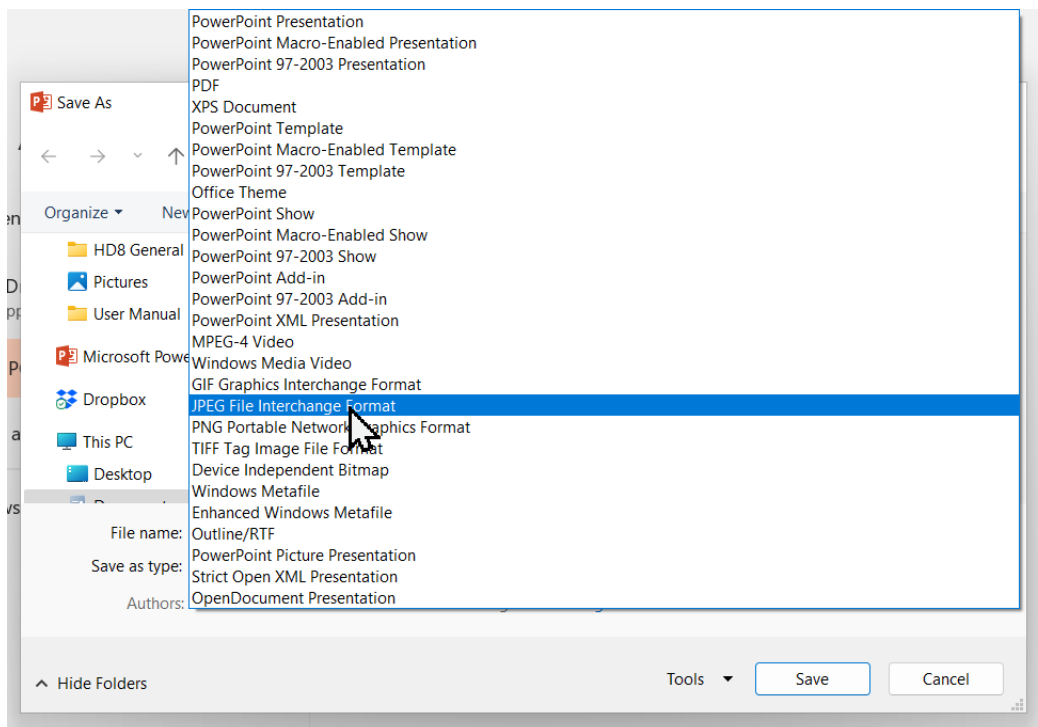 PowerPoint Presentation
PowerPoint Macro-Enabled Presentation
PowerPoint 97-2003 Presentation
PDF
XPS Document
PowerPoint Template
PowerPoint Macro-Enabled Template
PowerPoint 97-2003 Template
Office Theme
PowerPoint Show
PowerPoint Macro-Enabled Show
PowerPoint 97-2003 Show
PowerPoint Add-in
PowerPoint 97-2003 Add-in
PowerPoint XML Presentation
MPEG-4 Video
Windows Media Video
GIF Graphics Interchange Format
JPEG File Interchange Format
PNG Portable Network Graphics Format
TIFF Tag Image File Format
Device Independent Bitmap
Windows Metafile
Enhanced Windows Metafile
Outline/RTF
PowerPoint Picture Presentation
Strict Open XML Presentation
OpenDocument Presentation
Save As
Organize
New
HD8 General
Pictures
User Manual
Microsoft Powe
Dropbox
This PC
Desktop
File name:
Save as type:
Authors:
Hide Folders
Tools
Save
Cancel